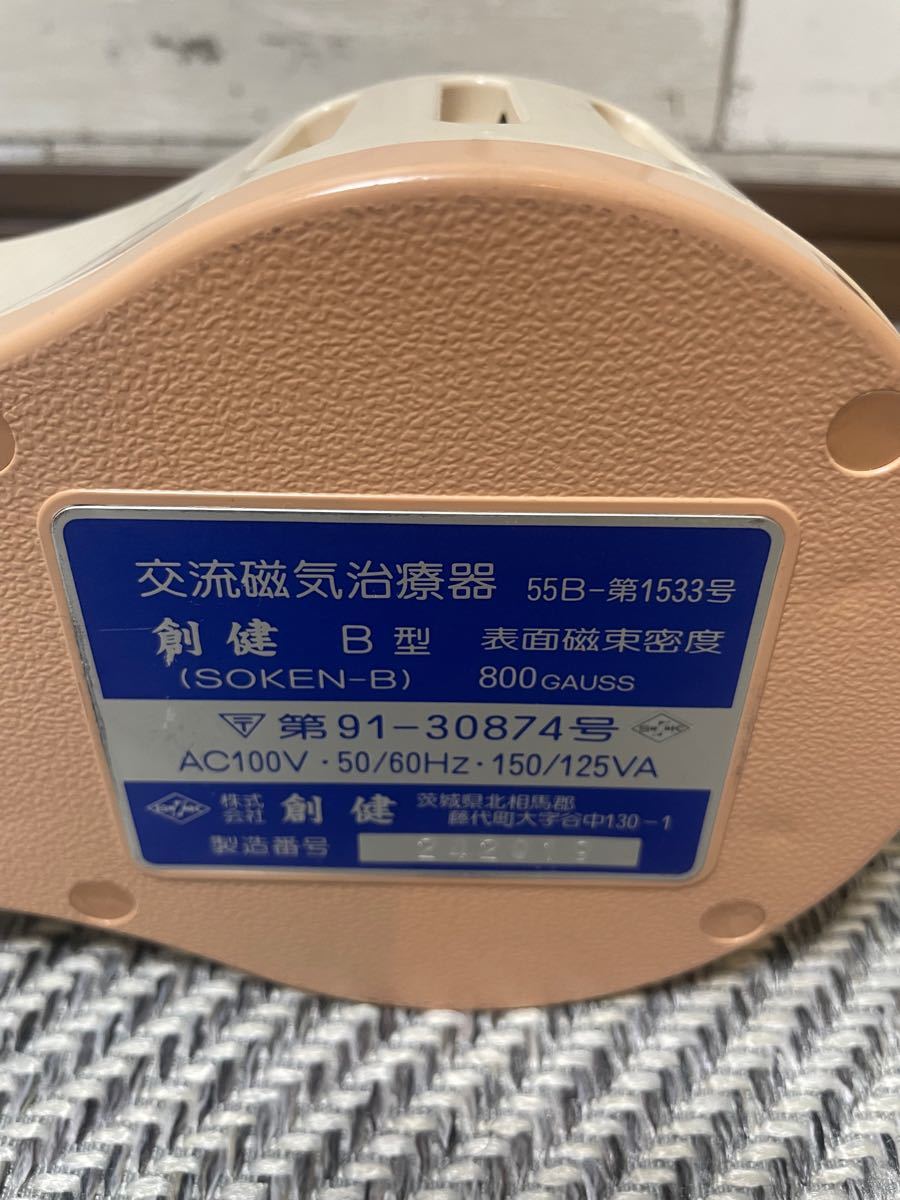 交流磁気治療器 55B-第1533号
創健 B型 表面磁束密度
(SOKEN-B) 800GAUSS
〒 第91-30874号
AC100V・50/60Hz・150/125VA
株式会社 創健 茨城県北相馬郡
藤代町大字谷中130-1
製造番号 242019